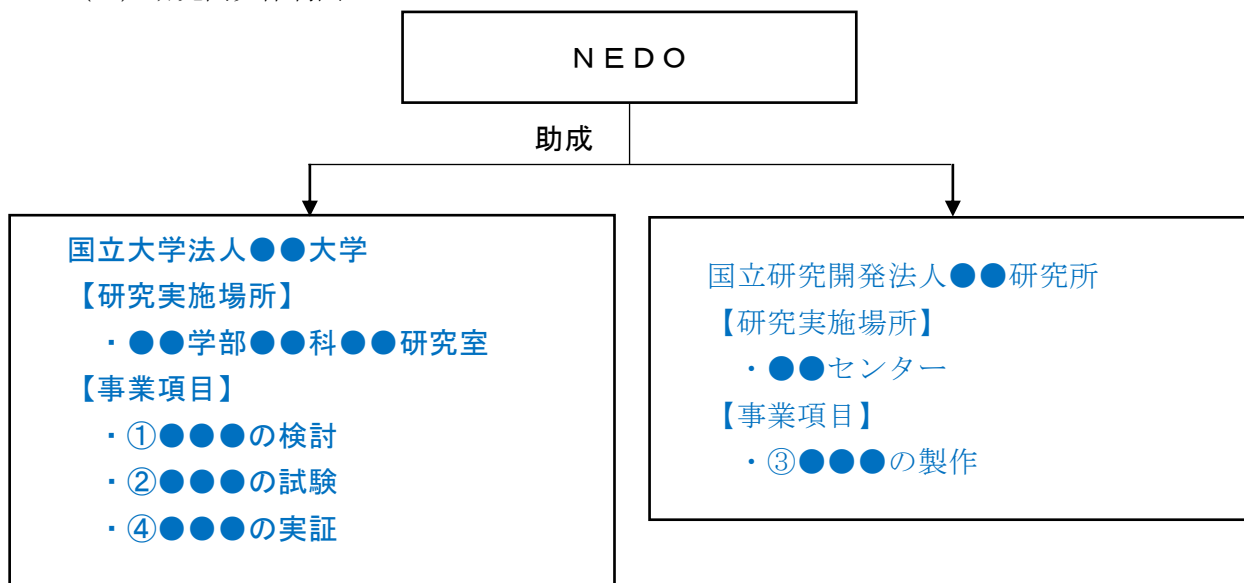 NEDO
助成
国立大学法人●●大学
【研究実施場所】
・●●学部●●科●●研究室
【事業項目】
・①●●●の検討
・②●●●の試験
・④●●●の実証
国立研究開発法人●●研究所
【研究実施場所】
・●●センター
【事業項目】
・③●●●の製作